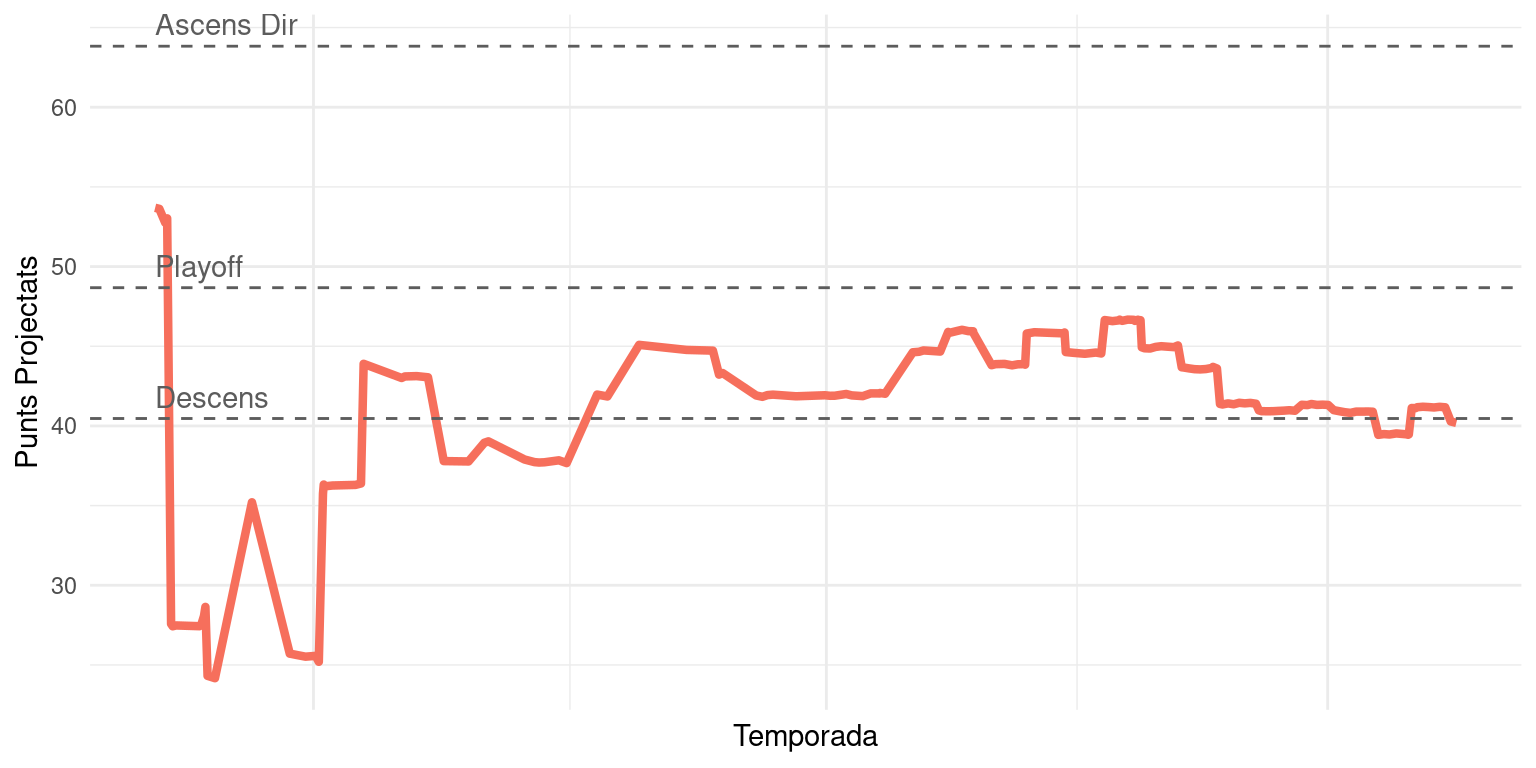 Ascens Dir
60
50
Playoff
Descens
40
30
Punts Projectats
Temporada